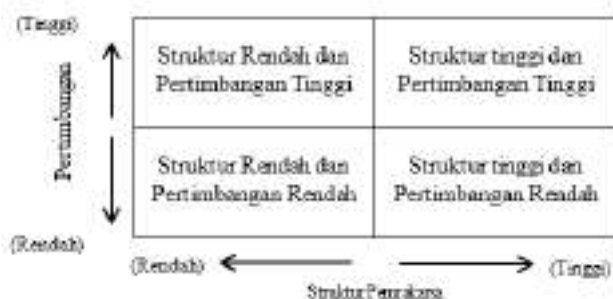 (Tinggi)
Struktur Rendah dan
Pertimbangan Tinggi
Struktur tinggi dan
Pertimbangan Tinggi
Pertimbangan
Struktur Rendah dan
Pertimbangan Rendah
Struktur tinggi dan
Pertimbangan Rendah
(Rendah)
(Rendah)
(Tinggi)
Struktur